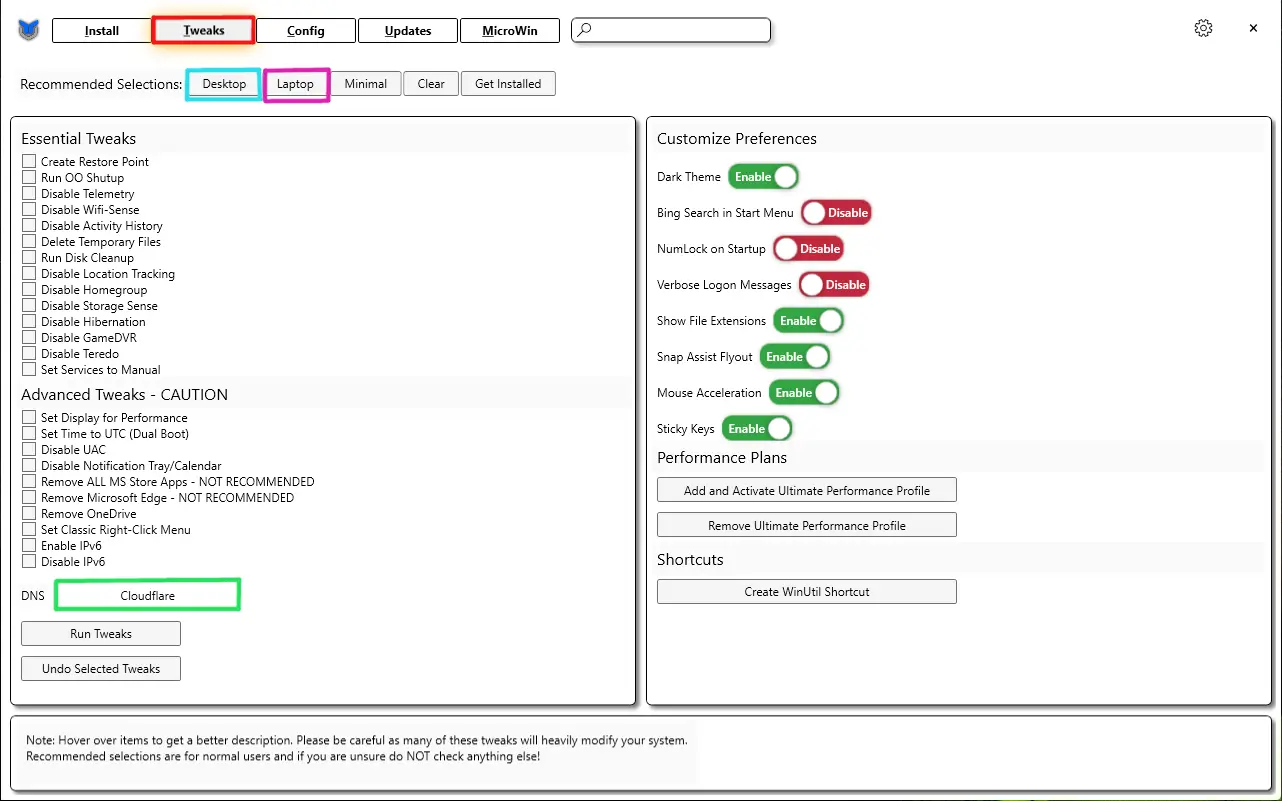 Install Tweaks Config Updates MicroWin
Recommended Selections: Desktop Laptop Minimal Clear Get Installed
Essential Tweaks
Create Restore Point
Run OO Shutup
Disable Telemetry
Disable Wifi-Sense
Disable Activity History
Delete Temporary Files
Run Disk Cleanup
Disable Location Tracking
Disable Homegroup
Disable Storage Sense
Disable Hibernation
Disable GameDVR
Disable Teredo
Set Services to Manual
Advanced Tweaks - CAUTION
Set Display for Performance
Set Time to UTC (Dual Boot)
Disable UAC
Disable Notification Tray/Calendar
Remove ALL MS Store Apps - NOT RECOMMENDED
Remove Microsoft Edge - NOT RECOMMENDED
Remove OneDrive
Set Classic Right-Click Menu
Enable IPv6
Disable IPv6
DNS Cloudflare
Run Tweaks
Undo Selected Tweaks
Customize Preferences
Dark Theme Enable
Bing Search in Start Menu Disable
NumLock on Startup Disable
Verbose Logon Messages Disable
Show File Extensions Enable
Snap Assist Flyout Enable
Mouse Acceleration Enable
Sticky Keys Enable
Performance Plans
Add and Activate Ultimate Performance Profile
Remove Ultimate Performance Profile
Shortcuts
Create WinUtil Shortcut
Note: Hover over items to get a better description. Please be careful as many of these tweaks will heavily modify your system.
Recommended selections are for normal users and if you are unsure do NOT check anything else!